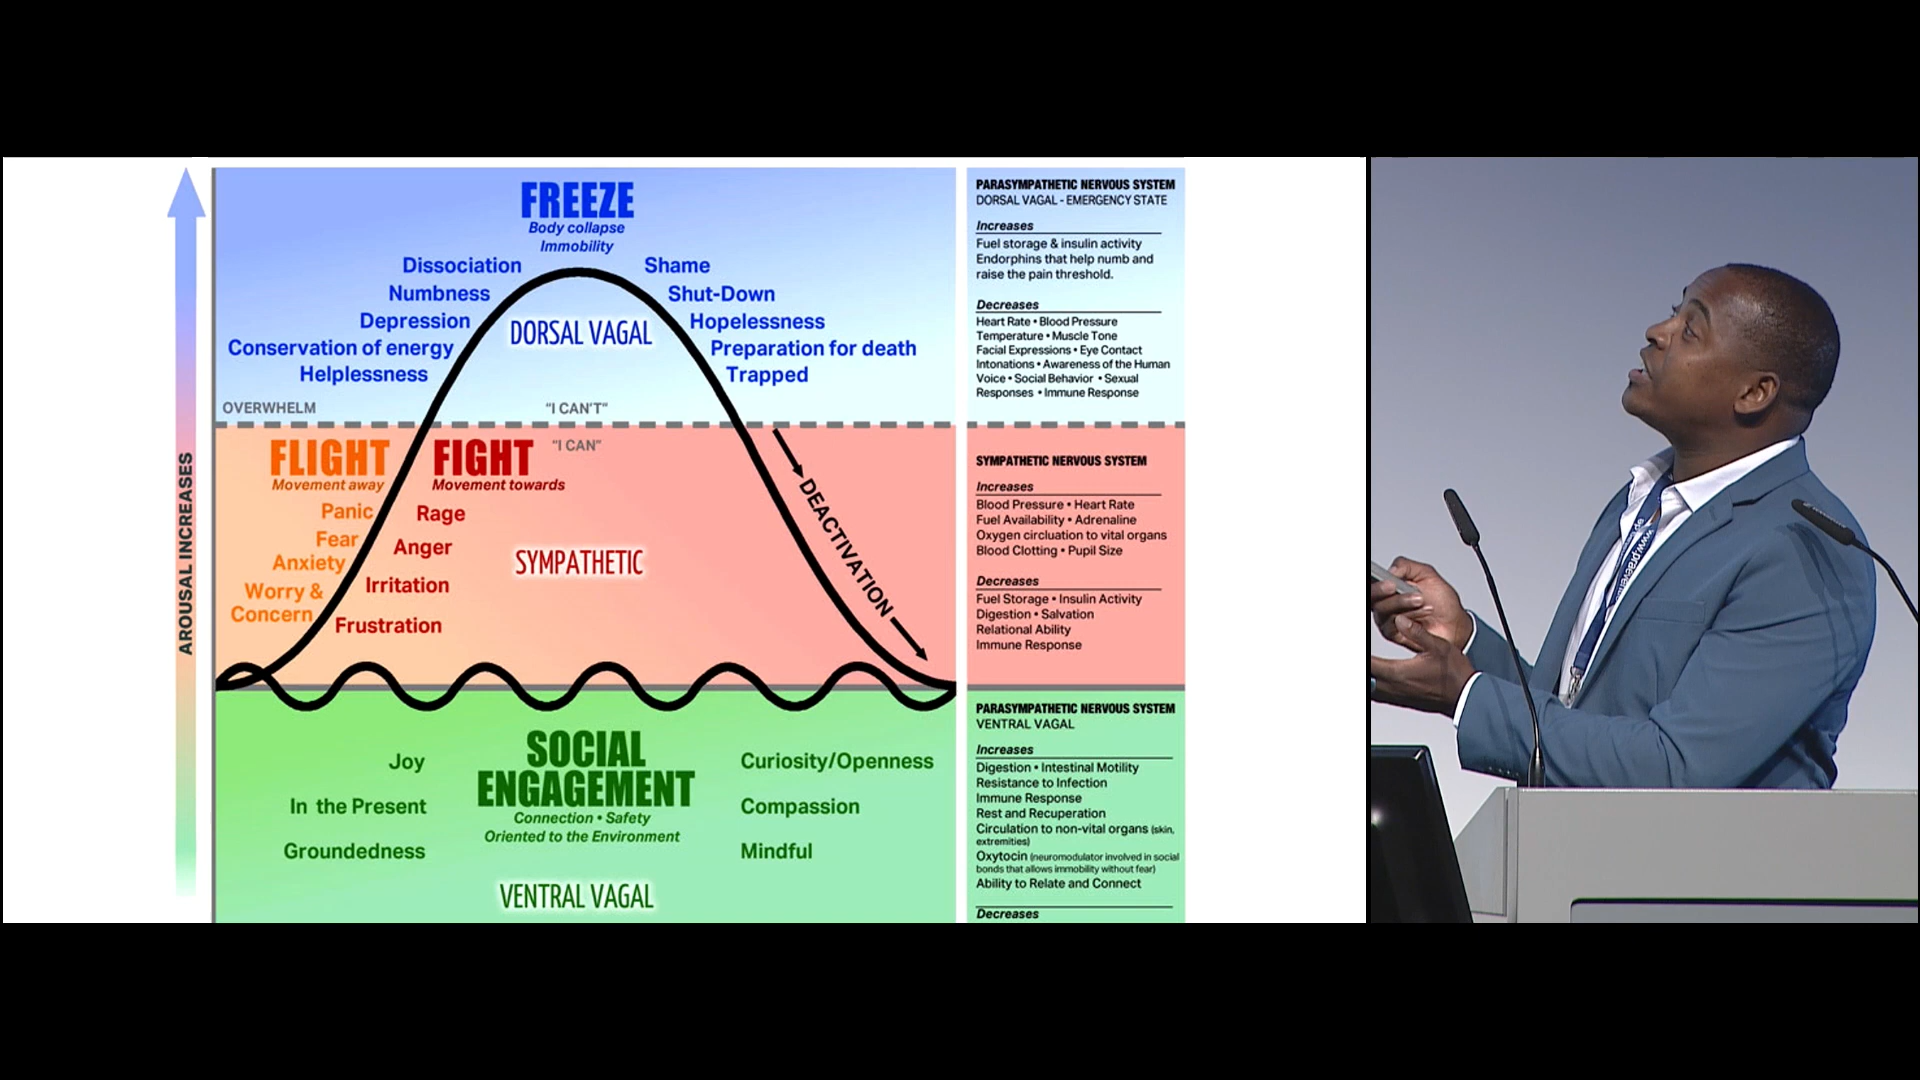 AROUSAL INCREASES
FREEZE
Body collapse
Immobility
Dissociation
Numbness
Depression
Conservation of energy
Helplessness
Shame
Shut-Down
Hopelessness
Preparation for death
Trapped
DORSAL VAGAL
OVERWHELM
"I CAN'T"
"I CAN"
FLIGHT
Movement away
Panic
Fear
Anxiety
Worry &
Concern
FIGHT
Movement towards
Rage
Anger
Irritation
Frustration
SYMPATHETIC
DEACTIVATION
SOCIAL
ENGAGEMENT
Connection • Safety
Oriented to the Environment
Joy
In the Present
Groundedness
Curiosity/Openness
Compassion
Mindful
VENTRAL VAGAL
PARASYMPATHETIC NERVOUS SYSTEM
DORSAL VAGAL - EMERGENCY STATE
Increases
Fuel storage & insulin activity
Endorphins that help numb and
raise the pain threshold.
Decreases
Heart Rate • Blood Pressure
Temperature • Muscle Tone
Facial Expressions • Eye Contact
Intonations • Awareness of the Human
Voice • Social Behavior • Sexual
Responses • Immune Response
SYMPATHETIC NERVOUS SYSTEM
Increases
Blood Pressure • Heart Rate
Fuel Availability • Adrenaline
Oxygen circluation to vital organs
Blood Clotting • Pupil Size
Decreases
Fuel Storage • Insulin Activity
Digestion • Salvation
Relational Ability
Immune Response
PARASYMPATHETIC NERVOUS SYSTEM
VENTRAL VAGAL
Increases
Digestion • Intestinal Motility
Resistance to Infection
Immune Response
Rest and Recuperation
Circulation to non-vital organs (skin,
extremities)
Oxytocin (neuromodulator involved in social
bonds that allows immobility without fear)
Ability to Relate and Connect
Decreases